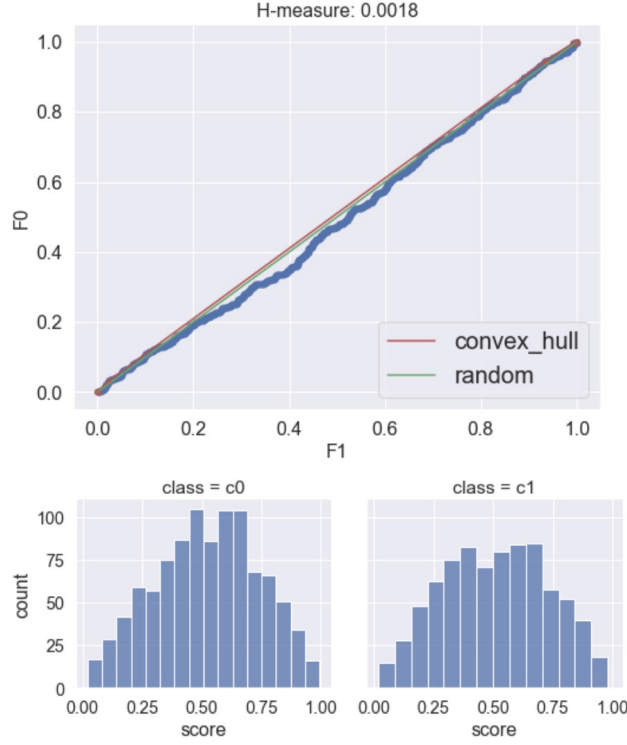 H-measure: 0.0018
1.0
0.8
0.6
0.4
0.2
0.0
F0
0.0 0.2 0.4 0.6 0.8 1.0
F1
convex_hull
random
class = c0
class = c1
100
75
50
25
0
count
0.00 0.25 0.50 0.75 1.00
score
0.00 0.25 0.50 0.75 1.00
score